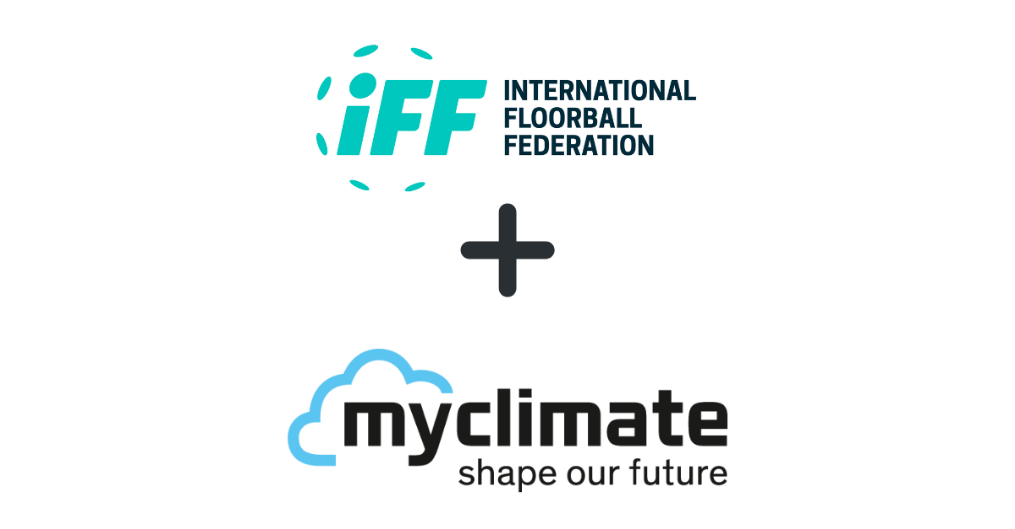 iFF
INTERNATIONAL
FLOORBALL
FEDERATION
+
myclimate
shape our future